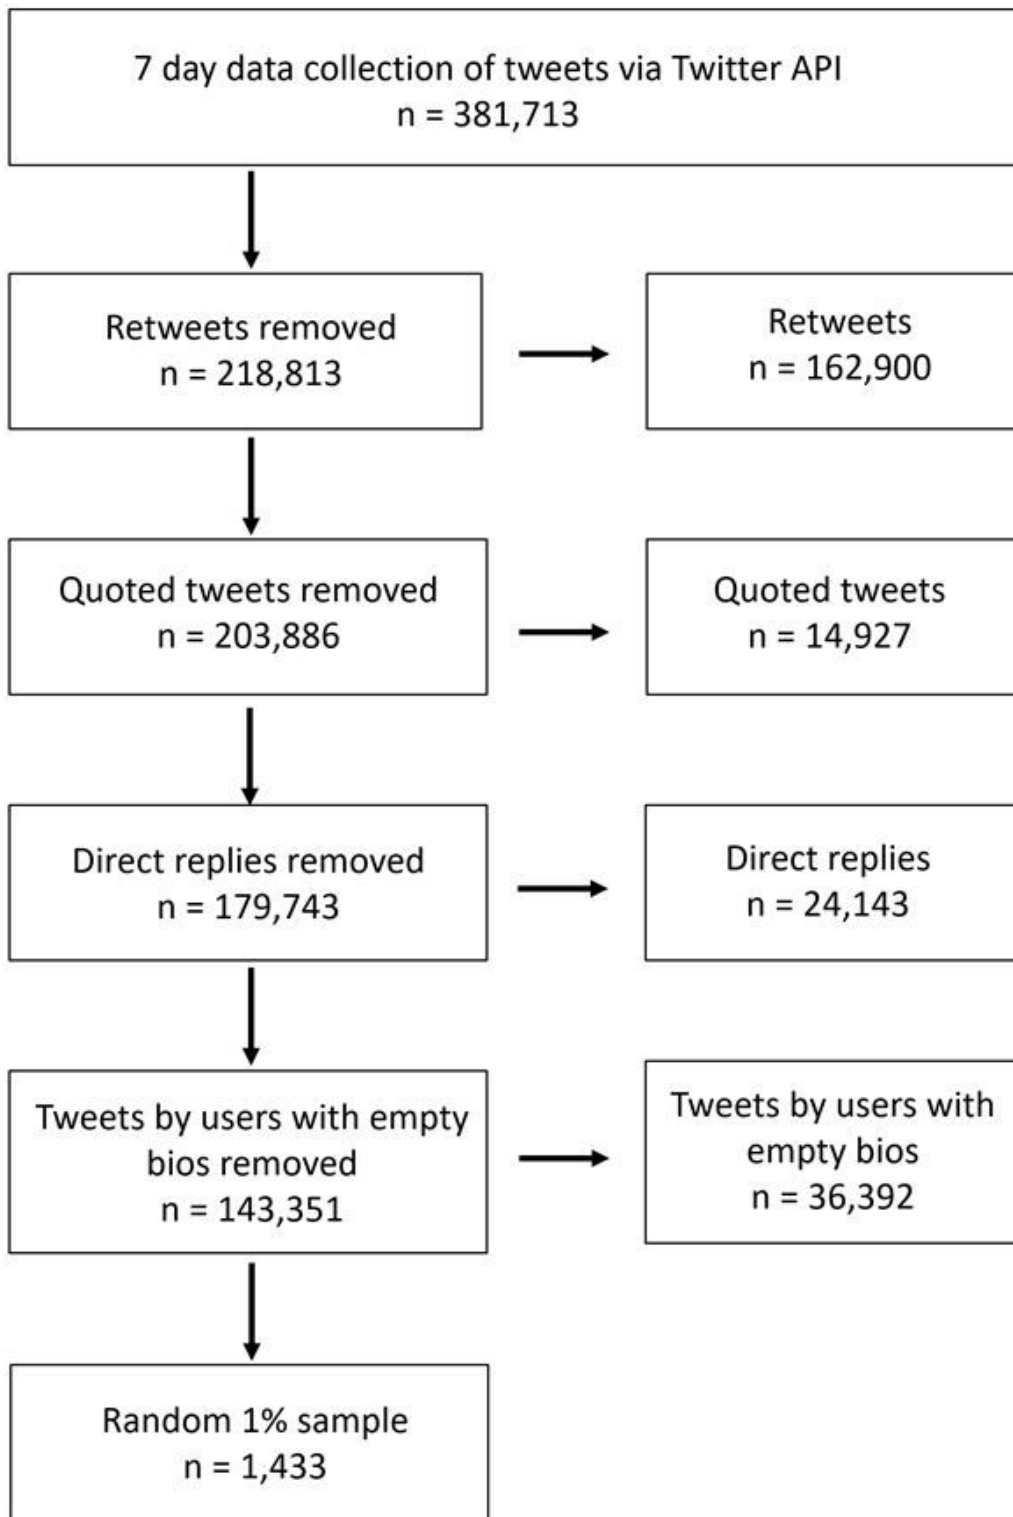 7 day data collection of tweets via Twitter API
n = 381,713
Retweets removed
n = 218,813
Retweets
n = 162,900
Quoted tweets removed
n = 203,886
Quoted tweets
n = 14,927
Direct replies removed
n = 179,743
Direct replies
n = 24,143
Tweets by users with empty
bios removed
n = 143,351
Tweets by users with
empty bios
n = 36,392
Random 1% sample
n = 1,433